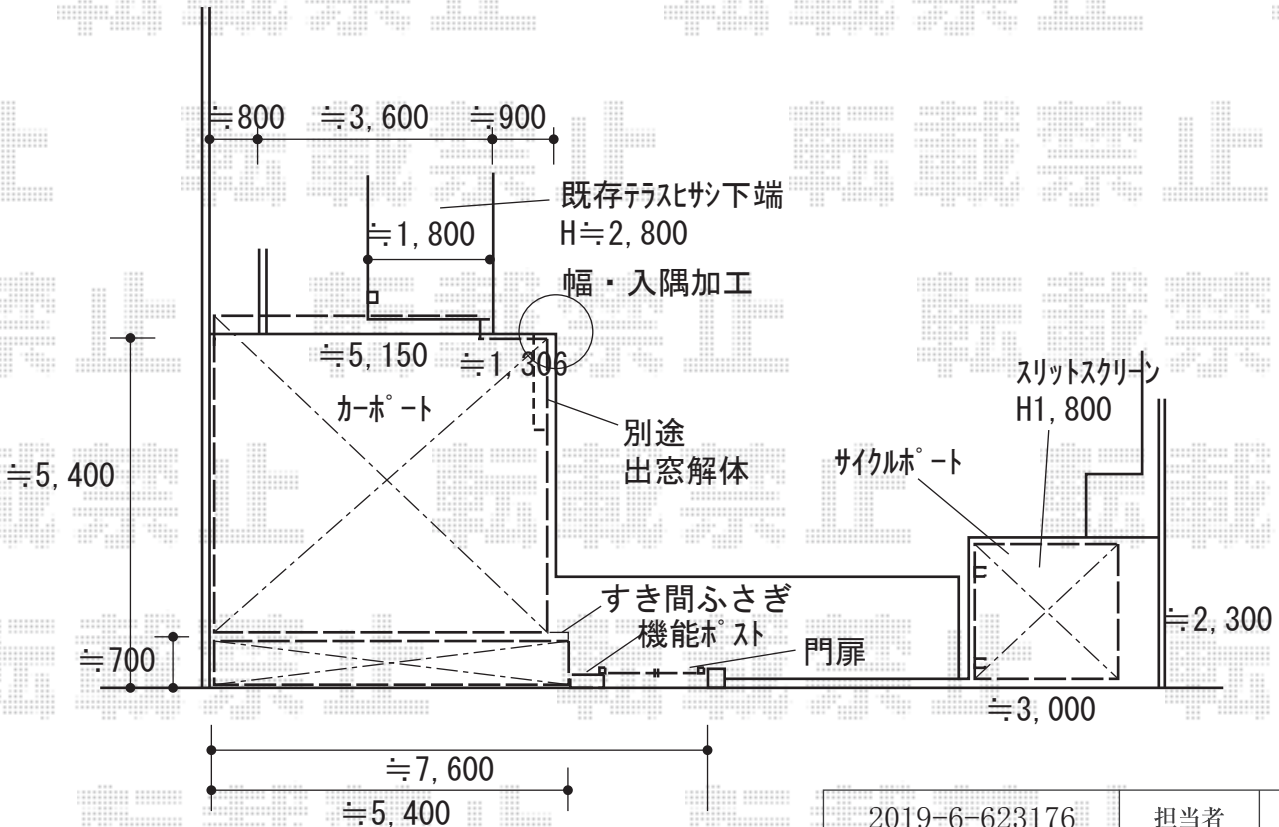 ≒800 ≒3,600 ≒900
既存テラスヒサシ下端
H≒2,800
≒1,800
幅・入隅加工
≒5,150 ≒1,306
カーポート
別途
出窓解体
≒5,400
スリットスクリーン
H1,800
サイクルポート
すき間ふさぎ
機能ポスト
門扉
≒700
≒2,300
≒3,000
≒7,600
≒5,400
2019-6-623176 担当者
転載禁止